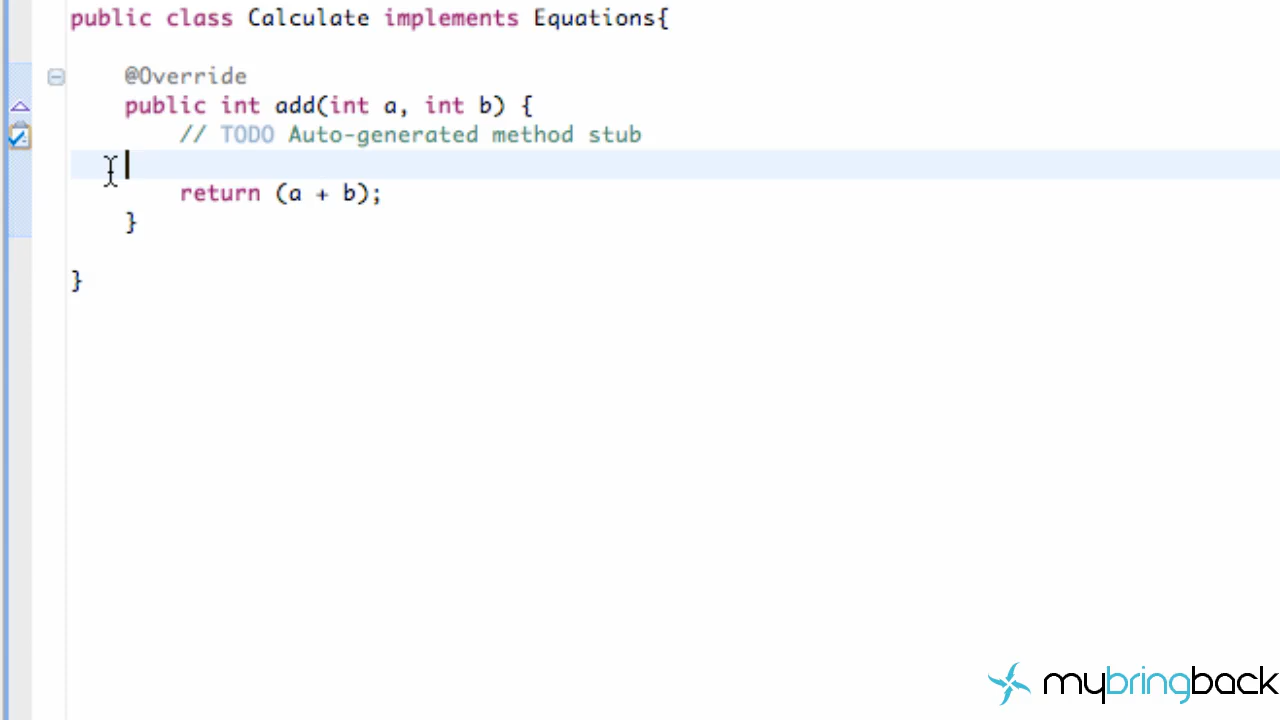 public class Calculate implements Equations{
@Override
public int add(int a, int b) {
// TODO Auto-generated method stub
return (a + b);
}
}
mybringback